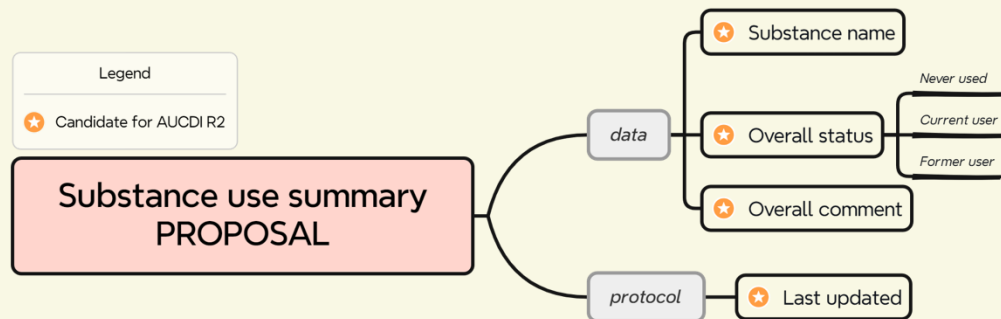 Legend
Candidate for AUCDI R2
Substance use summary
PROPOSAL
data
Substance name
Overall status
Never used
Current user
Former user
Overall comment
protocol
Last updated